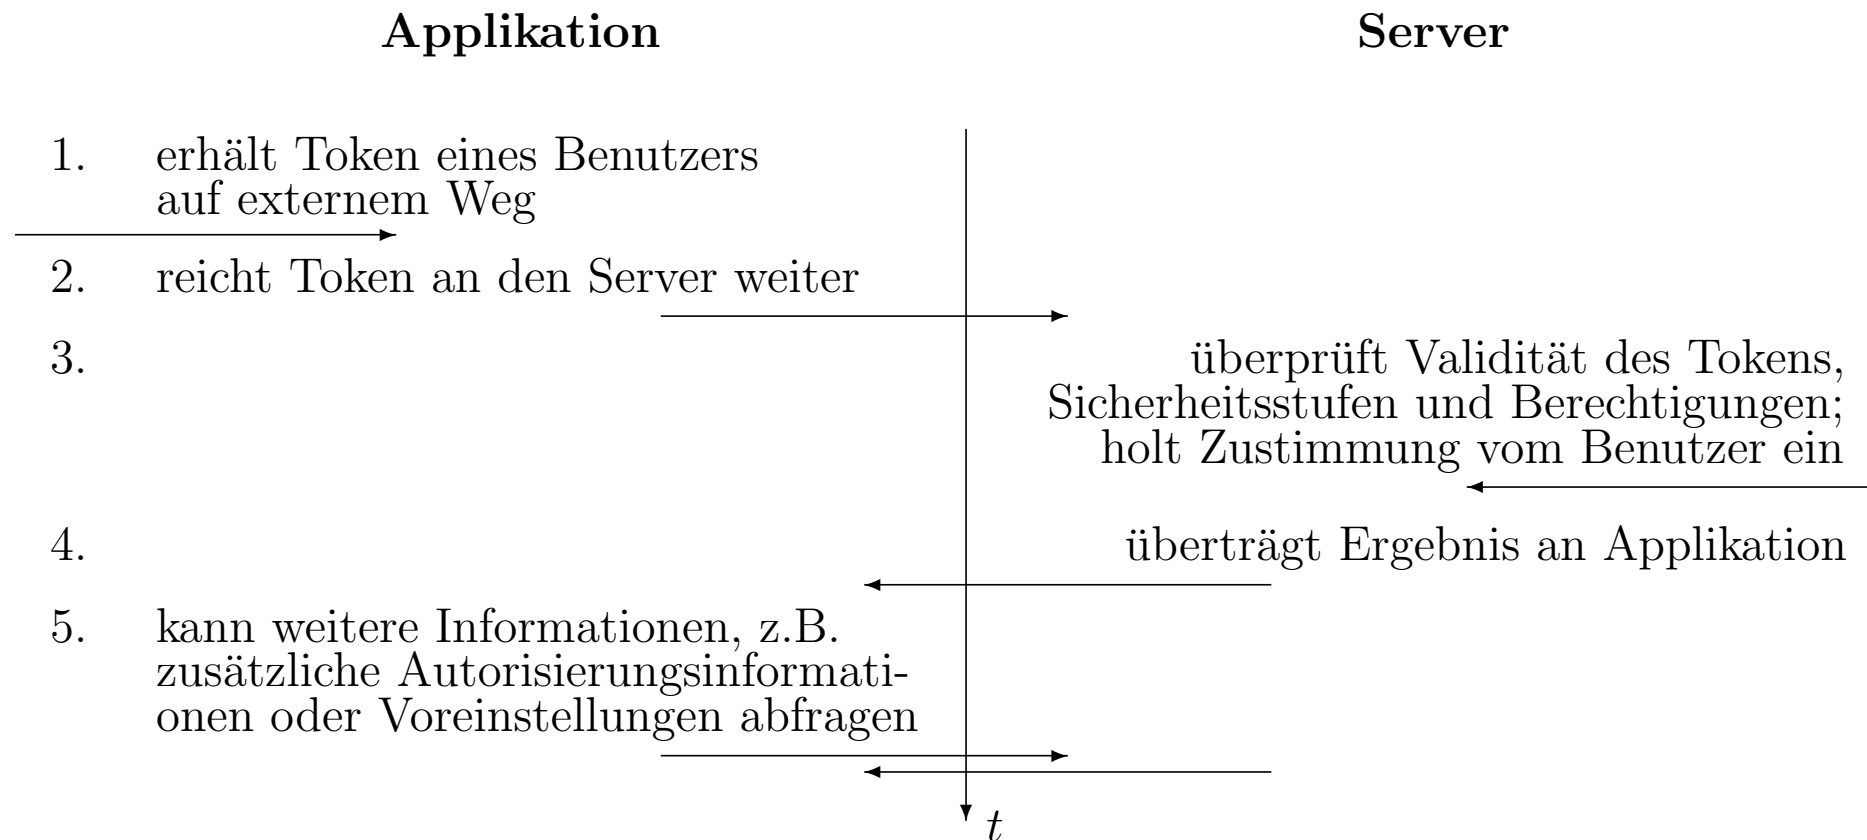 Applikation Server
1. erhält Token eines Benutzers
auf externem Weg
2. reicht Token an den Server weiter
3. überprüft Validität des Tokens,
Sicherheitsstufen und Berechtigungen;
holt Zustimmung vom Benutzer ein
4. überträgt Ergebnis an Applikation
5. kann weitere Informationen, z.B.
zusätzliche Autorisierungsinformati-
onen oder Voreinstellungen abfragen
t